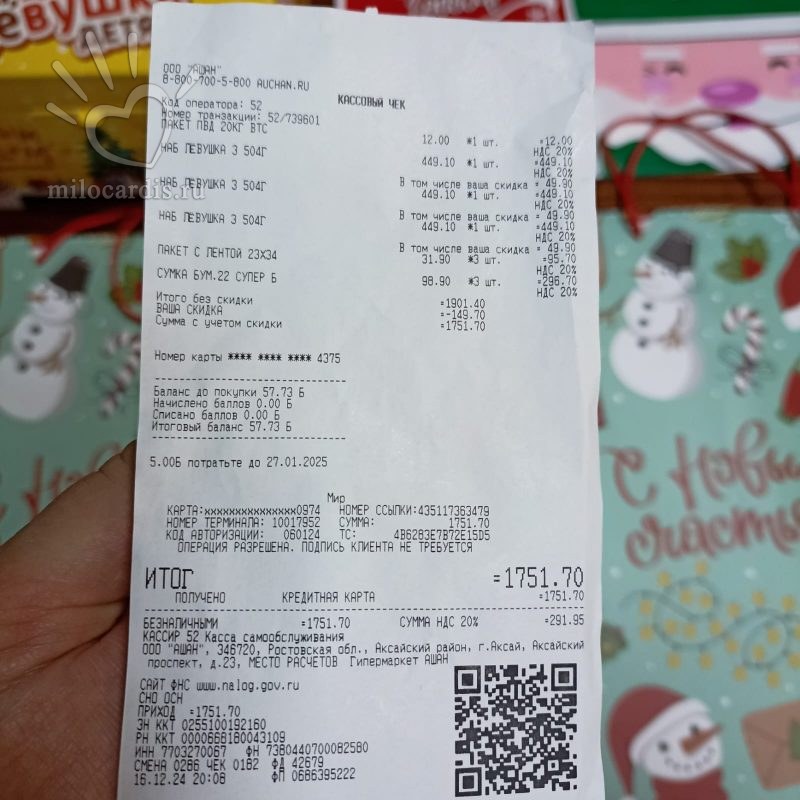 ДЕВУШКА
ДЕТЯМ
milocardis.ru
ООО "АШАН"
8-800-700-5-800 AUCHAN.RU
КАССОВЫЙ ЧЕК
Код оператора: 52
Номер транзакции: 52/739601
ПАКЕТ ПВД 20КГ BTC
12.00 *1 шт. =12.00
НДС 20%
НАБ ЛЕВУШКА 3 504Г
449.10 *1 шт. =449.10
НДС 20%
В том числе ваша скидка = 49.90
НАБ ЛЕВУШКА 3 504Г
449.10 *1 шт. =449.10
НДС 20%
В том числе ваша скидка = 49.90
НАБ ЛЕВУШКА 3 504Г
449.10 *1 шт. =449.10
НДС 20%
В том числе ваша скидка = 49.90
ПАКЕТ С ЛЕНТОЙ 23X34
31.90 *3 шт. =95.70
НДС 20%
СУМКА БУМ.22 СУПЕР Б
98.90 *3 шт. =296.70
НДС 20%
Итого без скидки =1901.40
ВАША СКИДКА =-149.70
Сумма с учетом скидки =1751.70
Номер карты **** **** **** 4375
Баланс до покупки 57.73 Б
Начислено баллов 0.00 Б
Списано баллов 0.00 Б
Итоговый баланс 57.73 Б
5.00Б потратьте до 27.01.2025
Мир
КАРТА:xxxxxxxxxxxxxxx0974 НОМЕР ССЫЛКИ:435117363479
НОМЕР ТЕРМИНАЛА: 10017952 СУММА: 1751.70
КОД АВТОРИЗАЦИИ: 060124 TC: 4B62B3E7B72E15D5
ОПЕРАЦИЯ РАЗРЕШЕНА. ПОДПИСЬ КЛИЕНТА НЕ ТРЕБУЕТСЯ
ИТОГ =1751.70
ПОЛУЧЕНО КРЕДИТНАЯ КАРТА =1751.70
БЕЗНАЛИЧНЫМИ =1751.70 СУММА НДС 20% =291.95
КАССИР 52 Касса самообслуживания
ООО "АШАН", 346720, Ростовская обл., Аксайский район, г.Аксай, Аксайский
проспект, д.23, МЕСТО РАСЧЕТОВ Гипермаркет АШАН
САЙТ ФНС www.nalog.gov.ru
СНО ОСН
ПРИХОД =1751.70
ЗН ККТ 0255100192160
РН ККТ 0000668180043109
ИНН 7703270067 ФН 7380440700082580
СМЕНА 0286 ЧЕК 0182 ФД 42679
16.12.24 20:06 ФП 0686395222
С Новым
счастьем